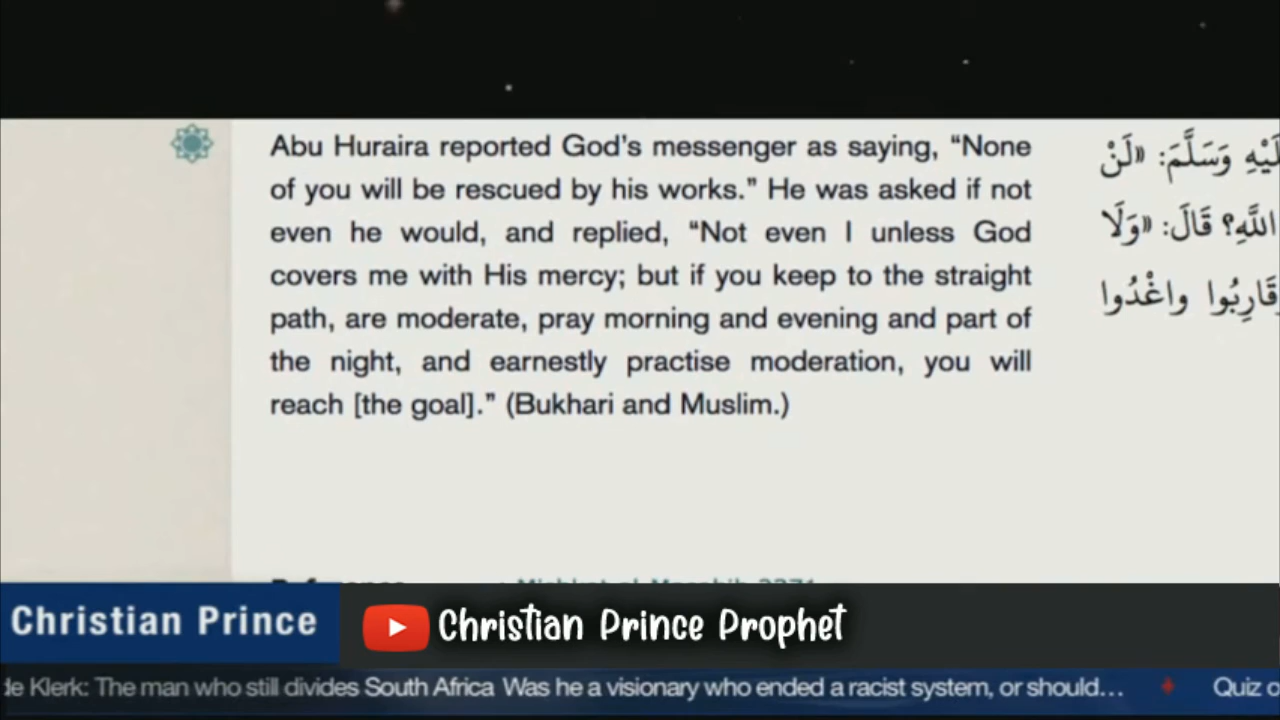 Abu Huraira reported God's messenger as saying, “None
of you will be rescued by his works.” He was asked if not
even he would, and replied, “Not even I unless God
covers me with His mercy; but if you keep to the straight
path, are moderate, pray morning and evening and part of
the night, and earnestly practise moderation, you will
reach [the goal].” (Bukhari and Muslim.)
وَسَلَّمَ: «لَنْ
اللَّهِ؟ قَالَ: «وَلَا
واغْدُوا
Christian Prince
Christian Prince Prophet
de Klerk: The man who still divides South Africa Was he a visionary who ended a racist system, or should... Quiz